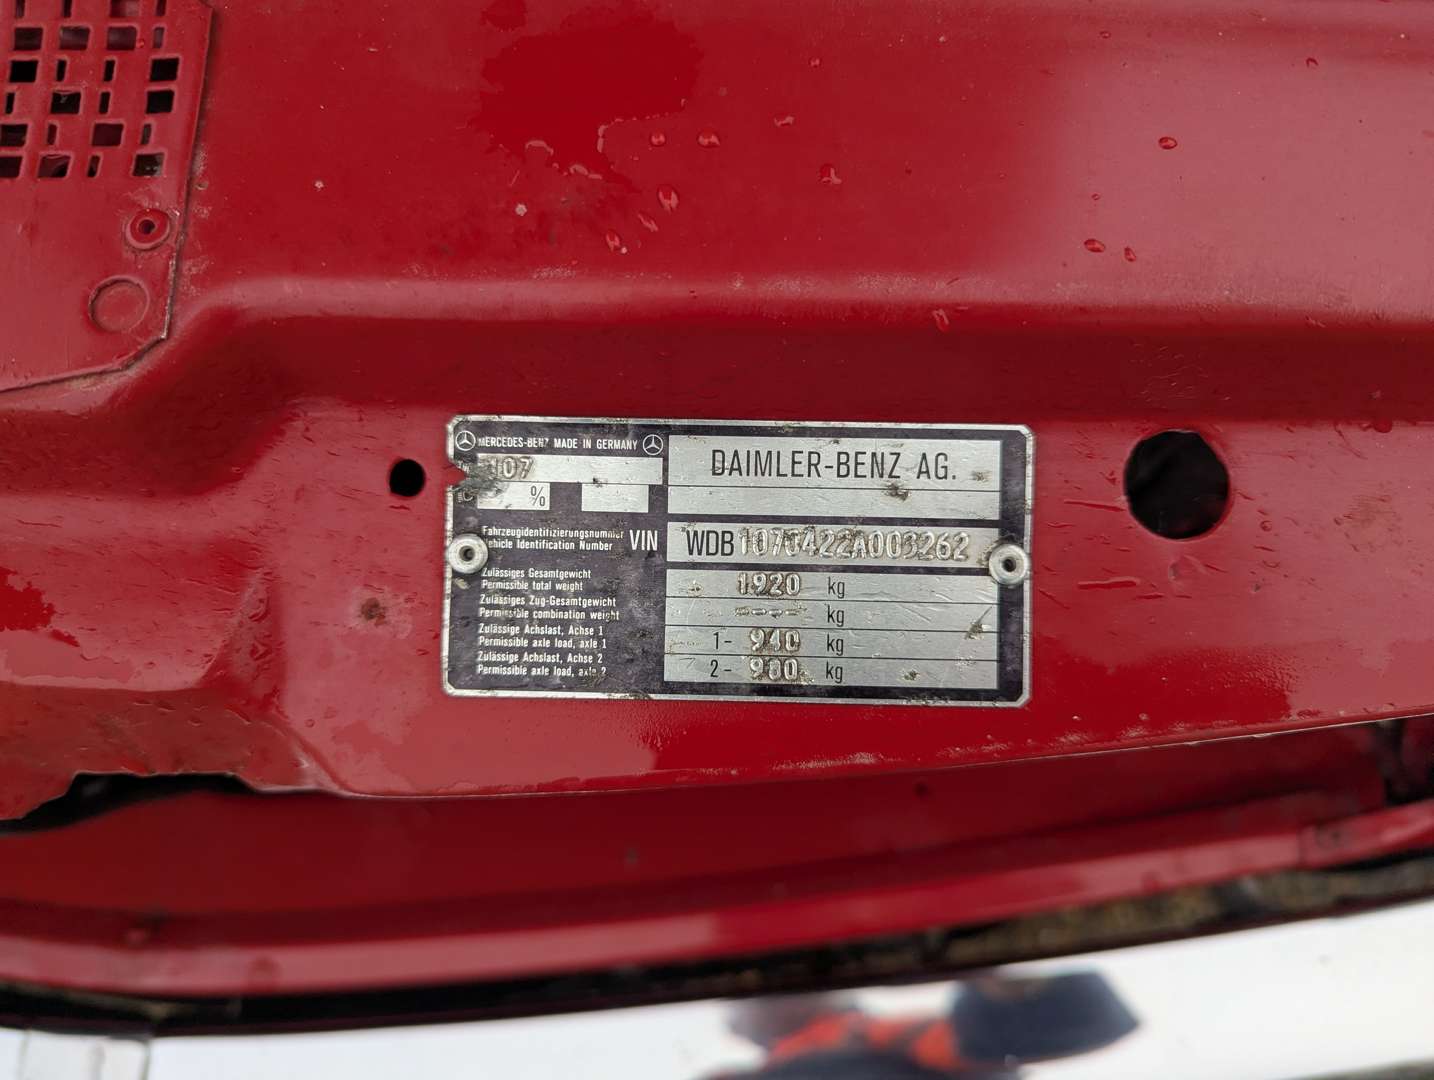 MERCEDES-BENZ MADE IN GERMANY
107
%
DAIMLER-BENZ AG.
Fahrzeugidentifizierungsnummer
Vehicle Identification Number VIN WDB 1070422A003262
Zulässiges Gesamtgewicht
Permissible total weight 1920 kg
Zulässiges Zug-Gesamtgewicht
Permissible combination weight ---- kg
Zulässige Achslast, Achse 1
Permissible axle load, axle 1 1- 940 kg
Zulässige Achslast, Achse 2
Permissible axle load, axle 2 2- 980 kg